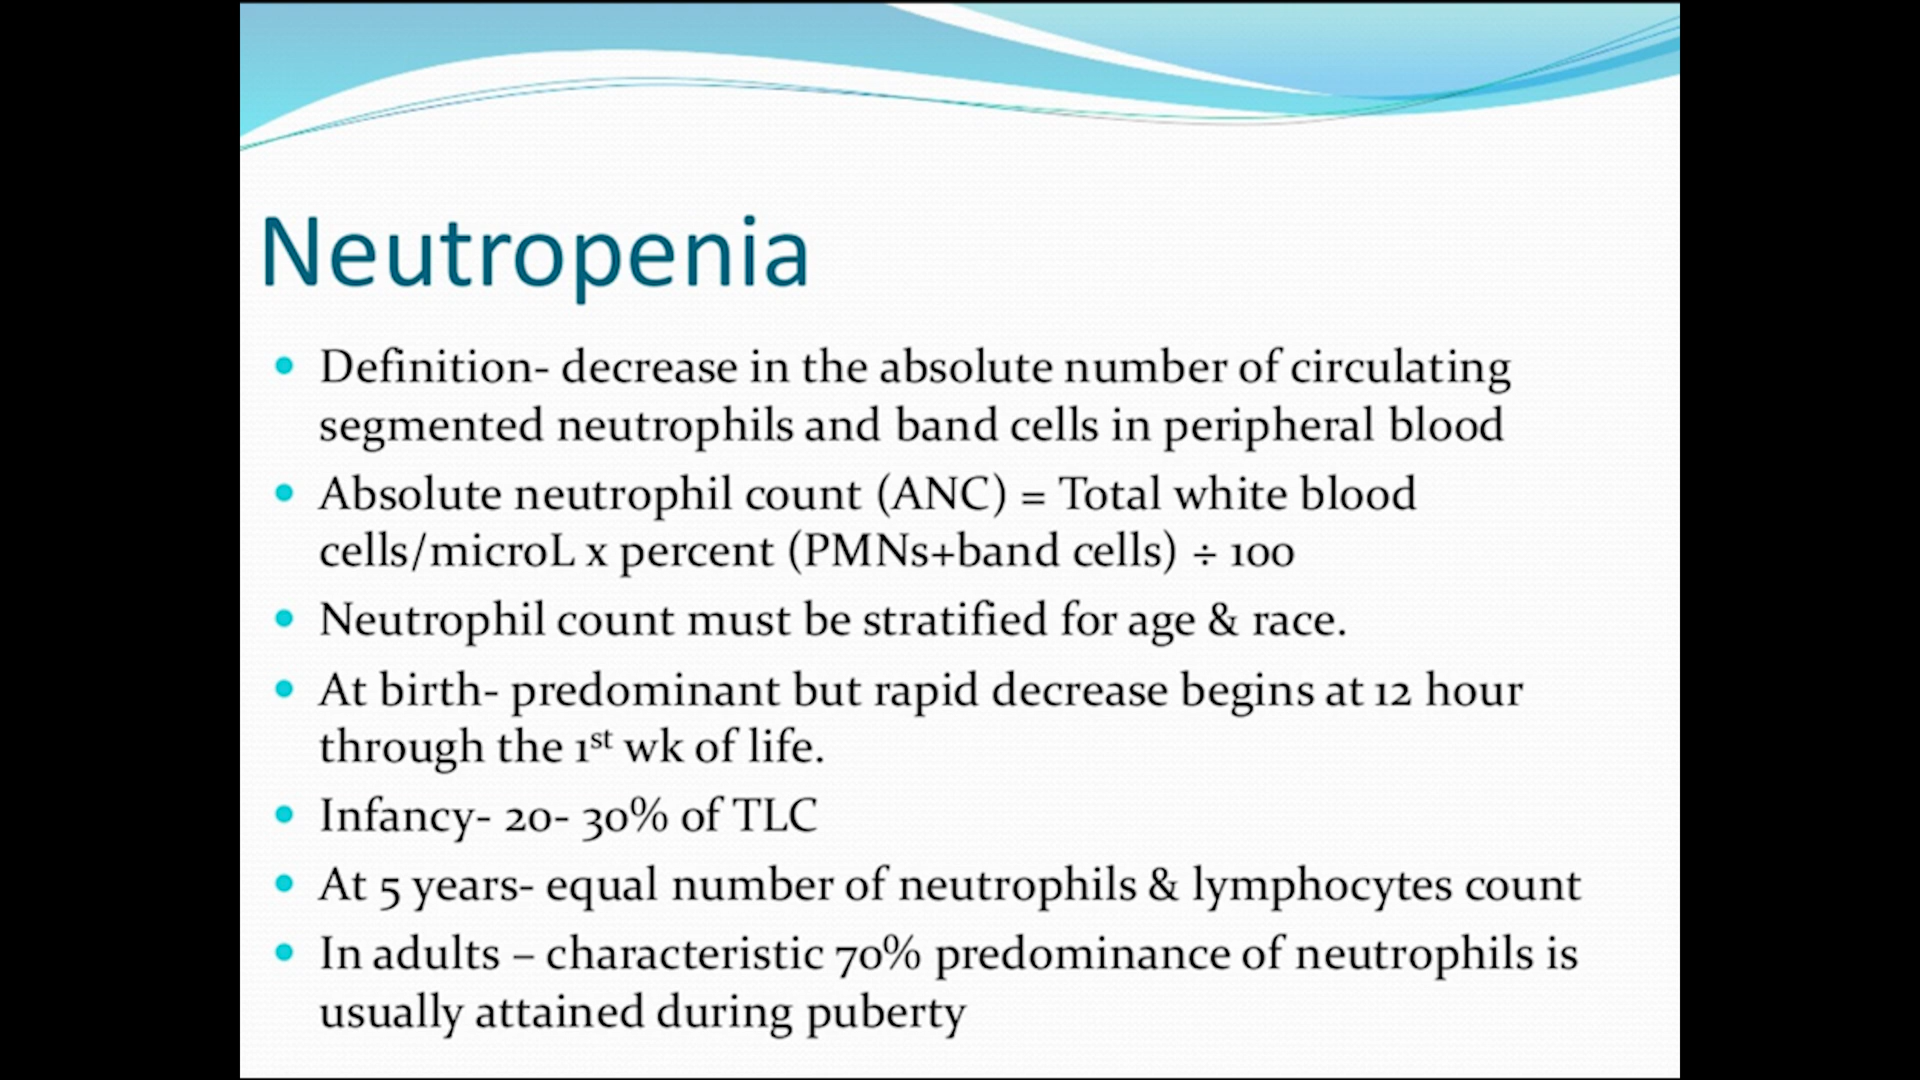 Neutropenia
Definition- decrease in the absolute number of circulating
segmented neutrophils and band cells in peripheral blood
Absolute neutrophil count (ANC) = Total white blood
cells/microL x percent (PMNs+band cells) ÷ 100
Neutrophil count must be stratified for age & race.
At birth- predominant but rapid decrease begins at 12 hour
through the 1st wk of life.
Infancy- 20- 30% of TLC
At 5 years- equal number of neutrophils & lymphocytes count
In adults – characteristic 70% predominance of neutrophils is
usually attained during puberty